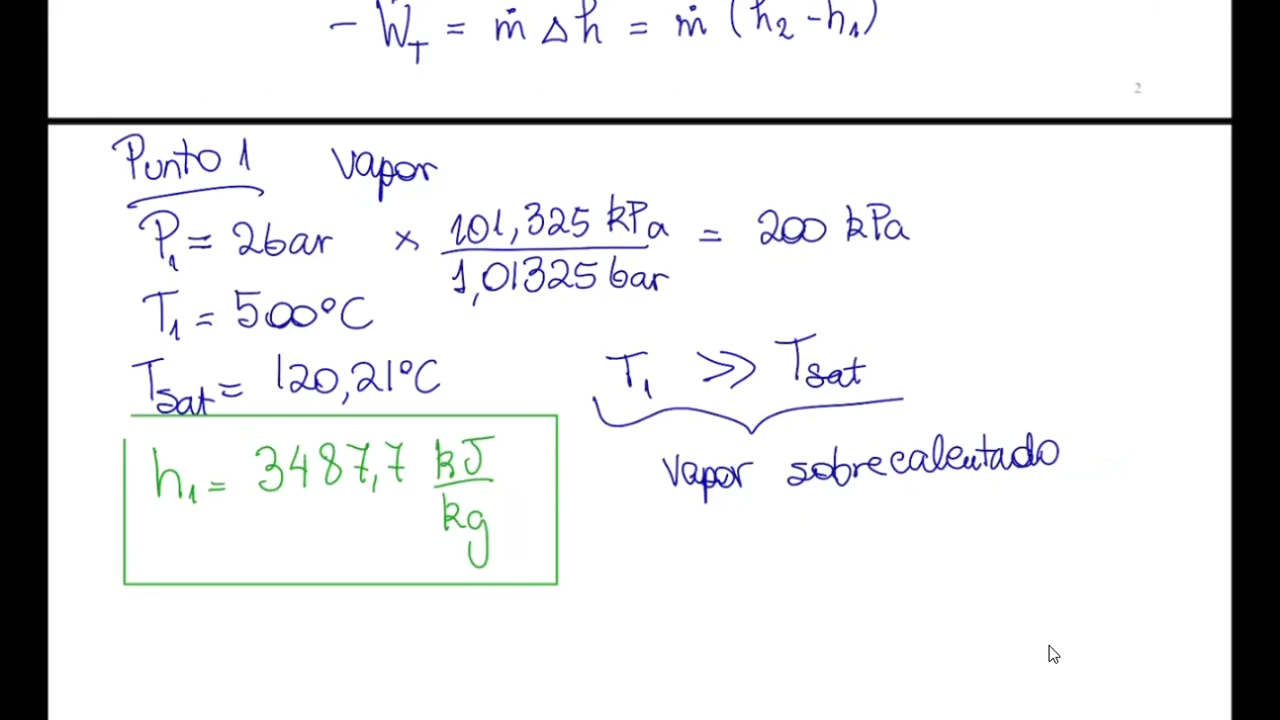 - Ẇ_T = ṁ Δh = ṁ (h₂-h₁)
2
Punto 1 vapor
P₁ = 2bar × 101,325 kPa / 1,01325 bar = 200 kPa
T₁ = 500°C
Tsat = 120,21°C T₁ >> Tsat
h₁ = 3487,7 kJ/kg
vapor sobrecalentado